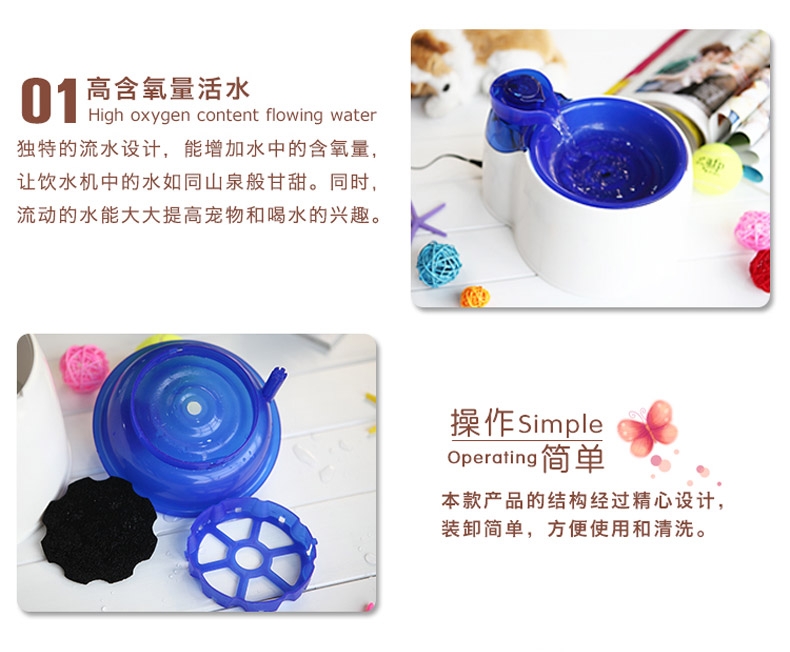 01 高含氧量活水
High oxygen content flowing water
独特的流水设计，能增加水中的含氧量，
让饮水机中的水如同山泉般甘甜。同时，
流动的水能大大提高宠物和喝水的兴趣。
操作Simple
Operating简单
本款产品的结构经过精心设计，
装卸简单，方便使用和清洗。